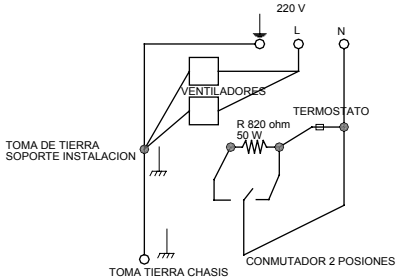 220 V
L
N
VENTILADORES
TERMOSTATO
R 820 ohm
50 W
TOMA DE TIERRA
SOPORTE INSTALACION
CONMUTADOR 2 POSIONES
TOMA TIERRA CHASIS